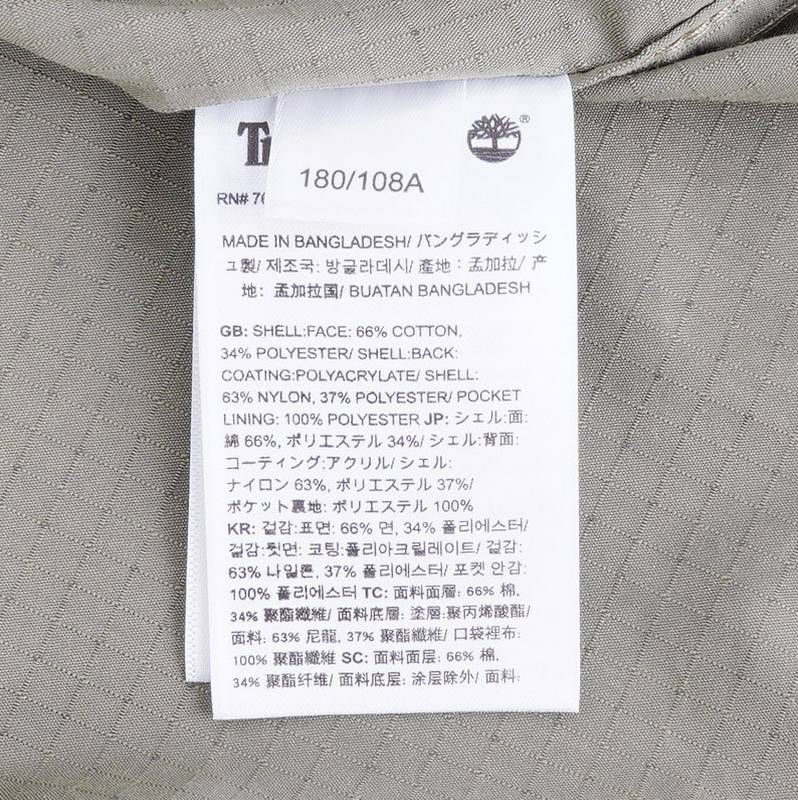 Ti
®
180/108A
RN# 76
MADE IN BANGLADESH/ バングラディッシ
ュ製/ 제조국: 방글라데시/ 產地：孟加拉/ 产
地：孟加拉国/ BUATAN BANGLADESH
GB: SHELL:FACE: 66% COTTON,
34% POLYESTER/ SHELL:BACK:
COATING:POLYACRYLATE/ SHELL:
63% NYLON, 37% POLYESTER/ POCKET
LINING: 100% POLYESTER JP: シェル:面:
綿 66%, ポリエステル 34%/ シェル:背面:
コーティング:アクリル/ シェル:
ナイロン 63%, ポリエステル 37%/
ポケット裏地: ポリエステル 100%
KR: 겉감:표면: 66% 면, 34% 폴리에스터/
겉감:뒷면: 코팅:폴리아크릴레이트/ 겉감:
63% 나일론, 37% 폴리에스터/ 포켓 안감:
100% 폴리에스터 TC: 面料面層: 66% 棉,
34% 聚酯纖維/ 面料底層: 塗層:聚丙烯酸酯/
面料: 63% 尼龍, 37% 聚酯纖維/ 口袋裡布:
100% 聚酯纖維 SC: 面料面层: 66% 棉,
34% 聚酯纤维/ 面料底层: 涂层除外/ 面料: